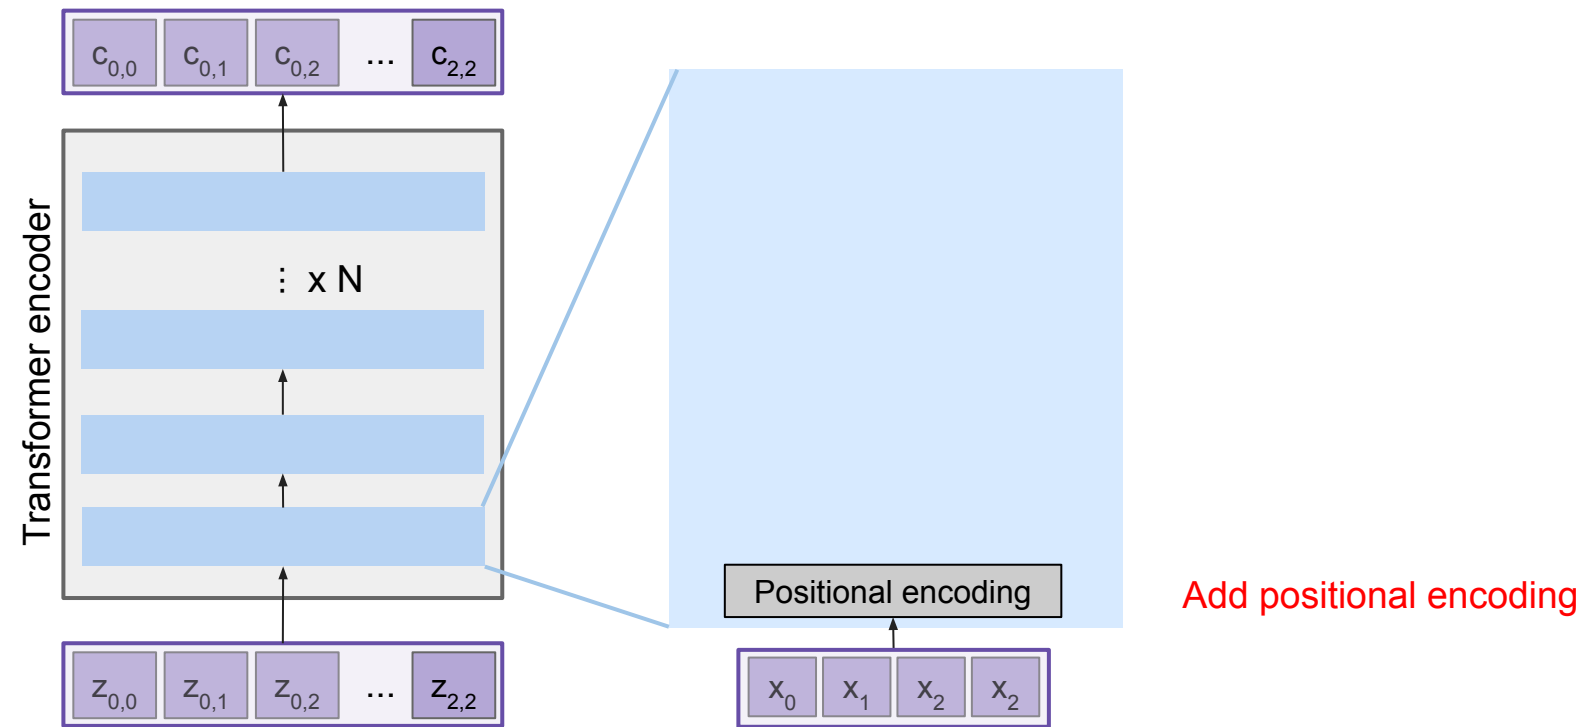 c0,0 c0,1 c0,2 ... c2,2
Transformer encoder
⋮ x N
Positional encoding
Add positional encoding
z0,0 z0,1 z0,2 ... z2,2
x0 x1 x2 x2